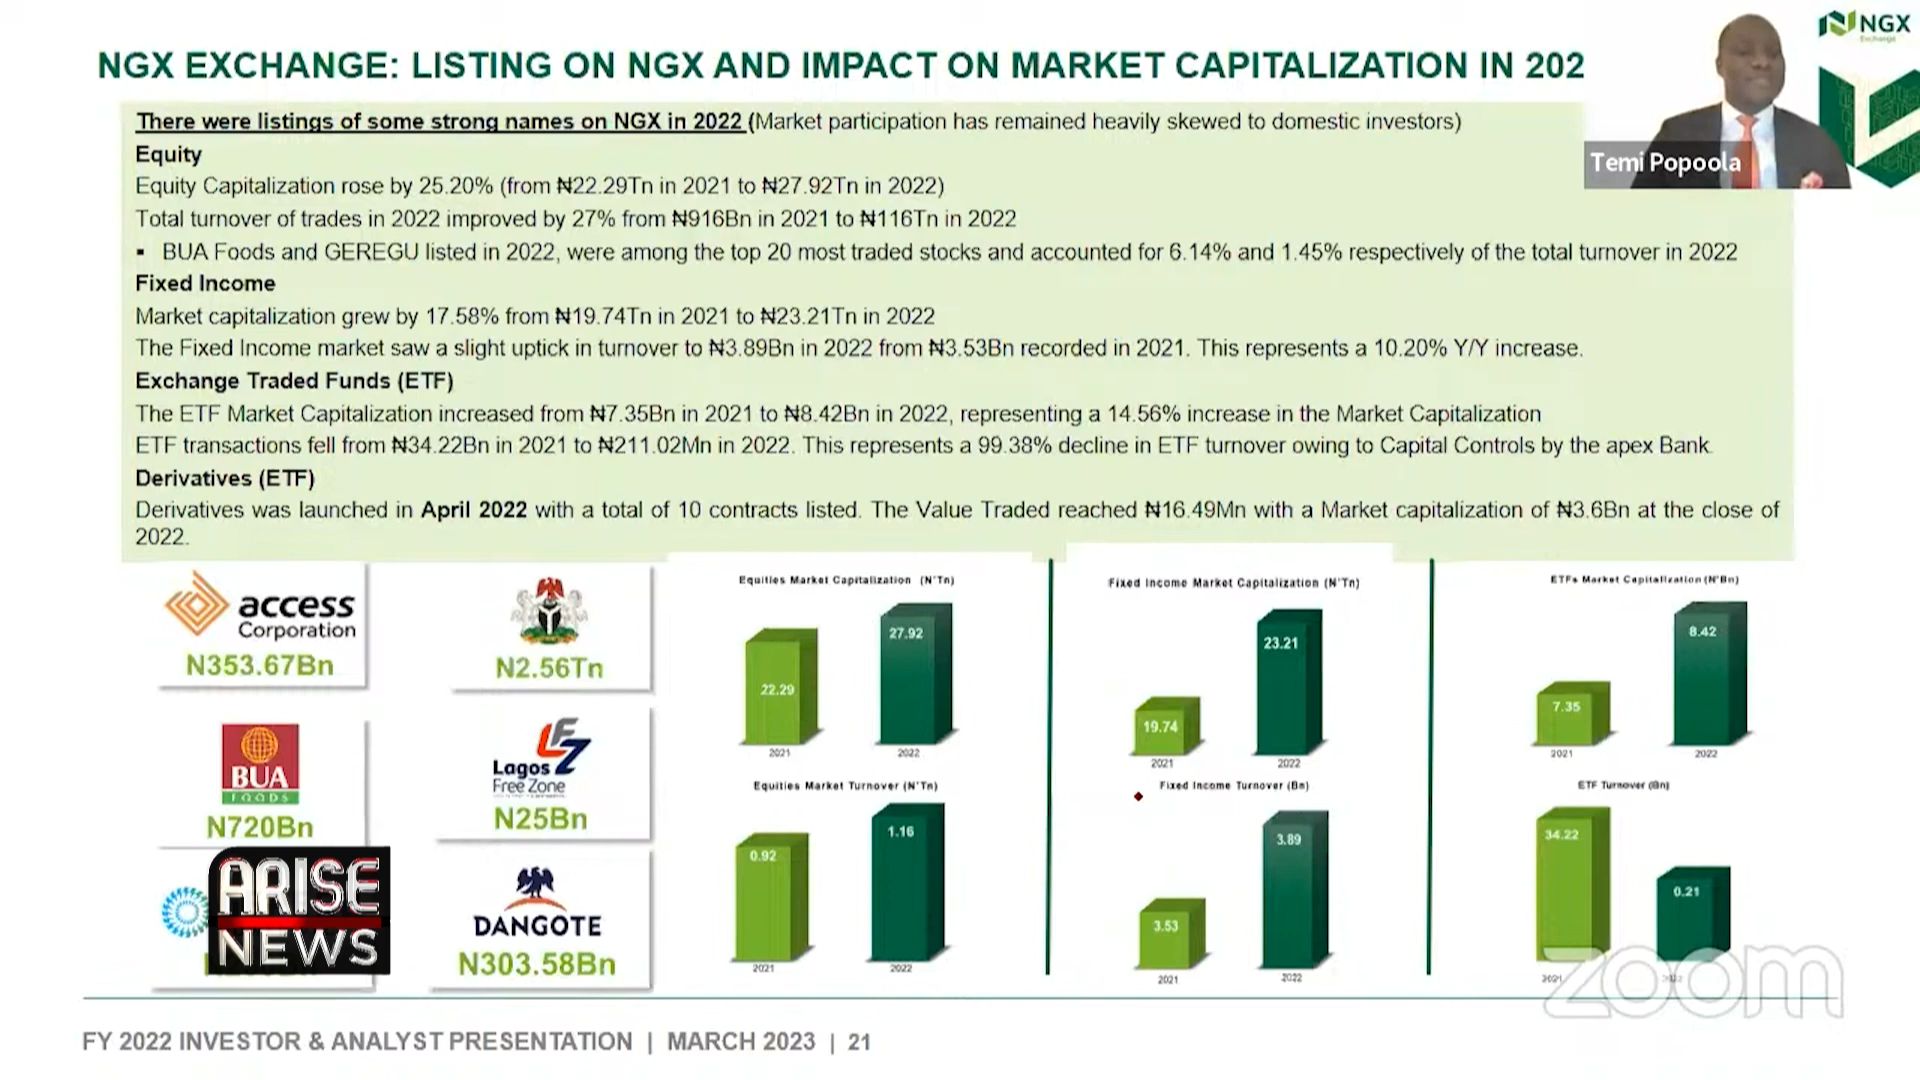 NGX
Exchange
NGX EXCHANGE: LISTING ON NGX AND IMPACT ON MARKET CAPITALIZATION IN 202
Temi Popoola
There were listings of some strong names on NGX in 2022 (Market participation has remained heavily skewed to domestic investors)
Equity
Equity Capitalization rose by 25.20% (from ₦22.29Tn in 2021 to ₦27.92Tn in 2022)
Total turnover of trades in 2022 improved by 27% from ₦916Bn in 2021 to ₦116Tn in 2022
▪ BUA Foods and GEREGU listed in 2022, were among the top 20 most traded stocks and accounted for 6.14% and 1.45% respectively of the total turnover in 2022
Fixed Income
Market capitalization grew by 17.58% from ₦19.74Tn in 2021 to ₦23.21Tn in 2022
The Fixed Income market saw a slight uptick in turnover to ₦3.89Bn in 2022 from ₦3.53Bn recorded in 2021. This represents a 10.20% Y/Y increase.
Exchange Traded Funds (ETF)
The ETF Market Capitalization increased from ₦7.35Bn in 2021 to ₦8.42Bn in 2022, representing a 14.56% increase in the Market Capitalization
ETF transactions fell from ₦34.22Bn in 2021 to ₦211.02Mn in 2022. This represents a 99.38% decline in ETF turnover owing to Capital Controls by the apex Bank.
Derivatives (ETF)
Derivatives was launched in April 2022 with a total of 10 contracts listed. The Value Traded reached ₦16.49Mn with a Market capitalization of ₦3.6Bn at the close of
2022.
access
Corporation
N353.67Bn
N2.56Tn
BUA
FOODS
N720Bn
LFZ
Lagos
Free Zone
N25Bn
ARISE
NEWS
DANGOTE
N303.58Bn
Equities Market Capitalization (N'Tn)
22.29
27.92
2021
2022
Equities Market Turnover (N'Tn)
0.92
1.16
2021
2022
Fixed Income Market Capitalization (N'Tn)
19.74
23.21
2021
2022
Fixed Income Turnover (Bn)
3.53
3.89
2021
2022
ETFs Market Capitalization (N'Bn)
7.35
8.42
2021
2022
ETF Turnover (Bn)
34.22
0.21
2021
zoom
FY 2022 INVESTOR & ANALYST PRESENTATION | MARCH 2023 | 21